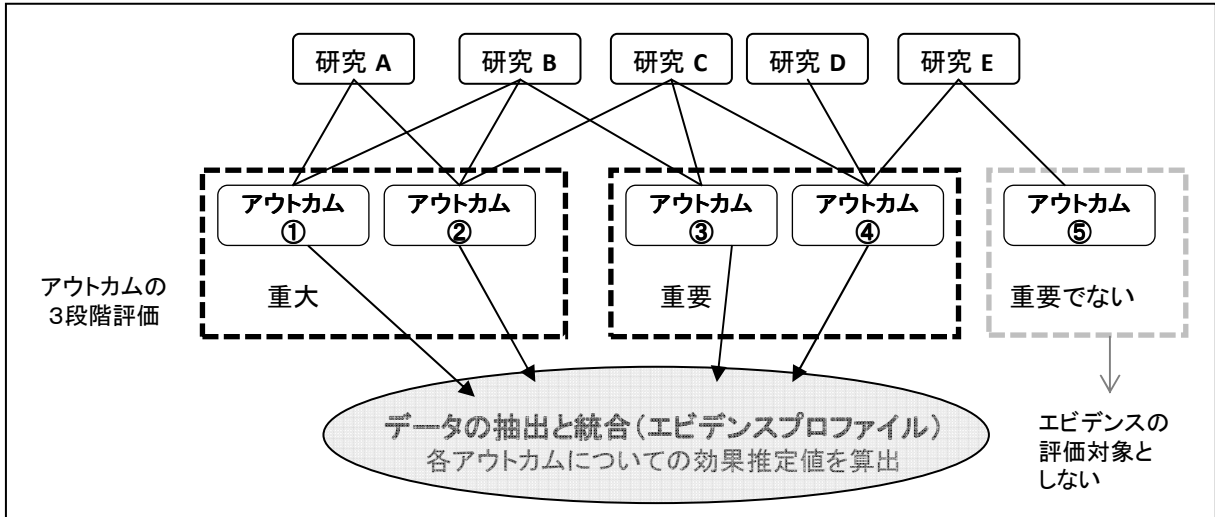 研究 A
研究 B
研究 C
研究 D
研究 E
アウトカム
①
アウトカム
②
アウトカム
③
アウトカム
④
アウトカム
⑤
アウトカムの
3段階評価
重大
重要
重要でない
データの抽出と統合(エビデンスプロファイル)
各アウトカムについての効果推定値を算出
エビデンスの
評価対象と
しない